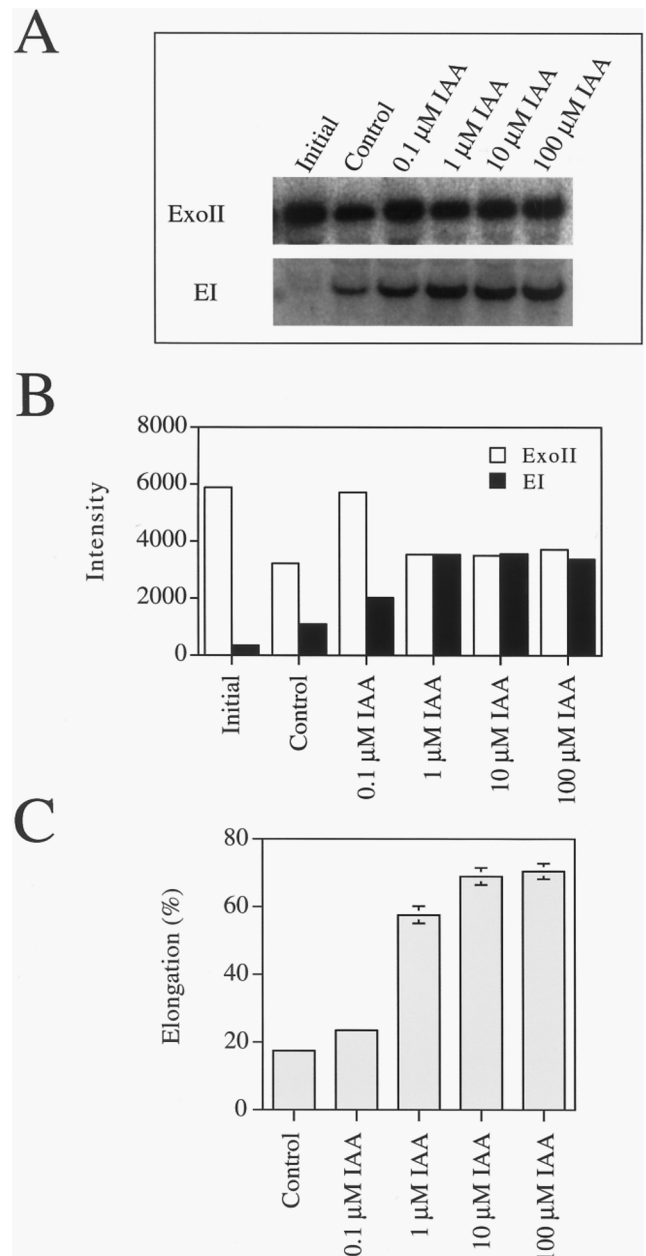 A
Initial
Control
0.1 µM IAA
1 µM IAA
10 µM IAA
100 µM IAA
ExoII
EI
B
8000
6000
4000
2000
0
Intensity
ExoII
EI
Initial
Control
0.1 µM IAA
1 µM IAA
10 µM IAA
100 µM IAA
C
80
60
40
20
0
Elongation (%)
Control
0.1 µM IAA
1 µM IAA
10 µM IAA
100 µM IAA